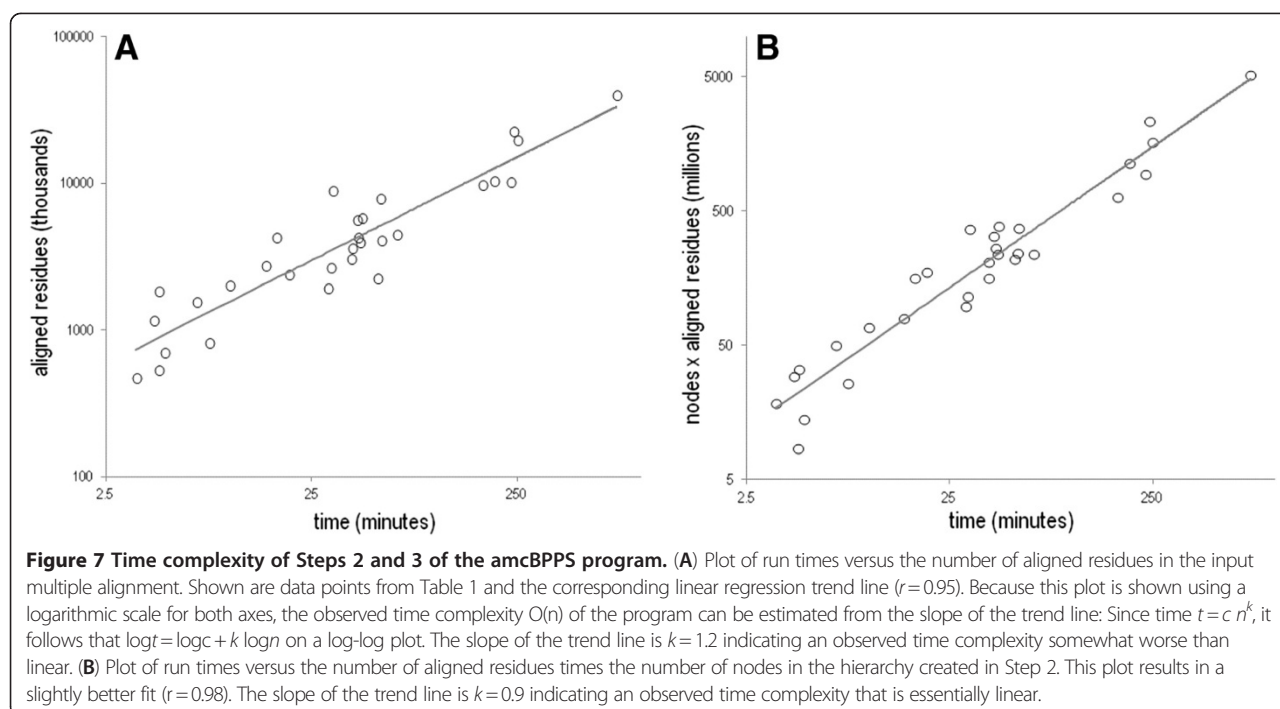 A
100000
10000
1000
100
2.5
25
250
aligned residues (thousands)
time (minutes)
B
5000
500
50
5
2.5
25
250
nodes x aligned residues (millions)
time (minutes)
Figure 7 Time complexity of Steps 2 and 3 of the amcBPPS program. (A) Plot of run times versus the number of aligned residues in the input
multiple alignment. Shown are data points from Table 1 and the corresponding linear regression trend line (r = 0.95). Because this plot is shown using a
logarithmic scale for both axes, the observed time complexity O(n) of the program can be estimated from the slope of the trend line: Since time t = c n^k, it
follows that logt = logc + k logn on a log-log plot. The slope of the trend line is k = 1.2 indicating an observed time complexity somewhat worse than
linear. (B) Plot of run times versus the number of aligned residues times the number of nodes in the hierarchy created in Step 2. This plot results in a
slightly better fit (r = 0.98). The slope of the trend line is k = 0.9 indicating an observed time complexity that is essentially linear.